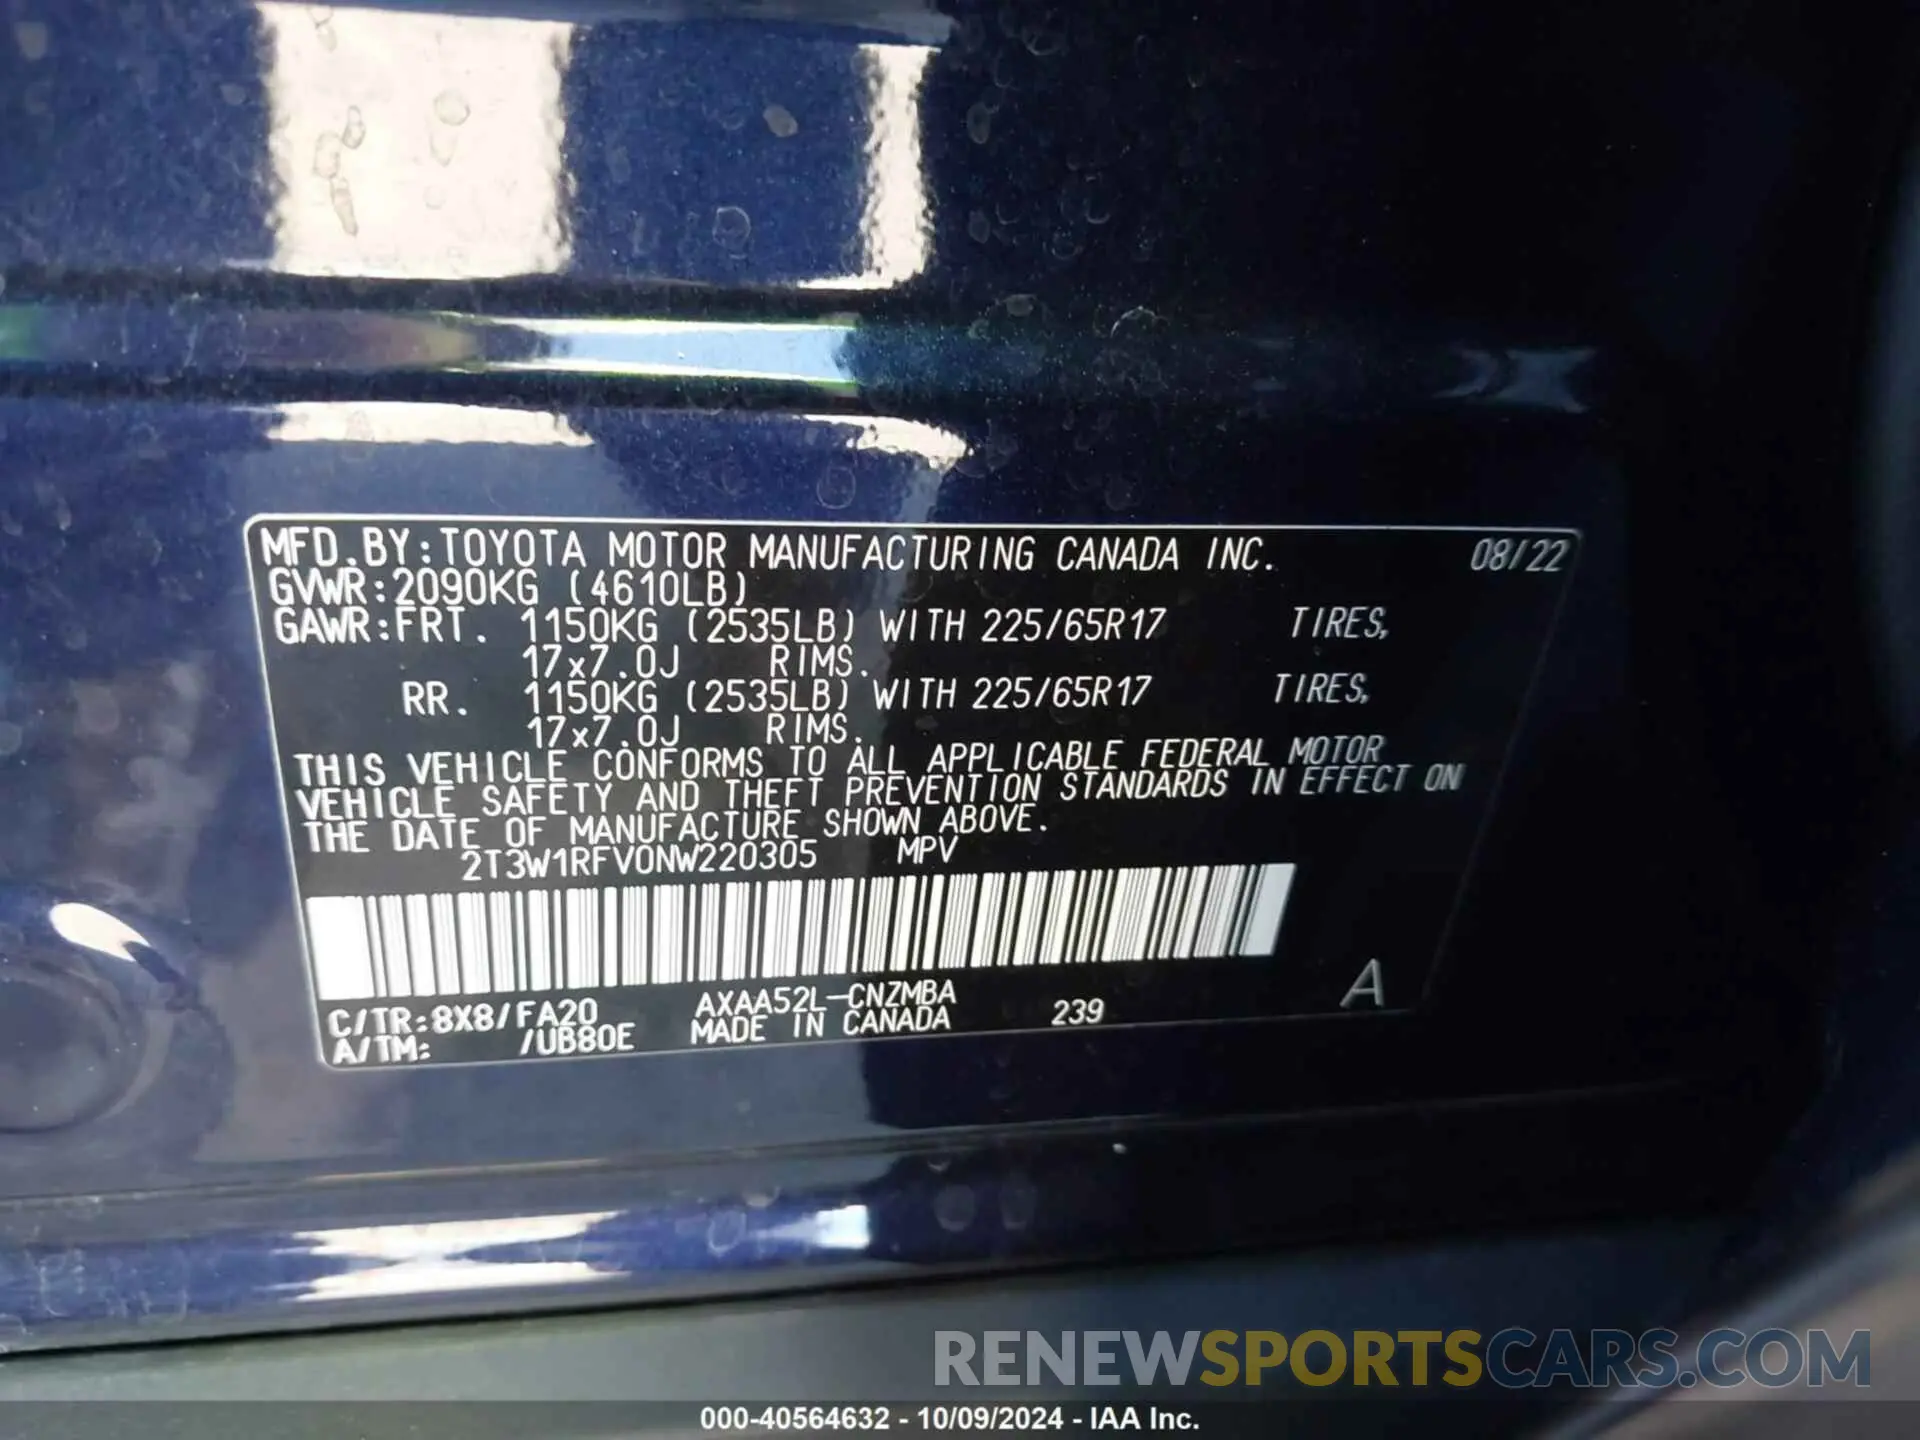 MFD.BY:TOYOTA MOTOR MANUFACTURING CANADA INC. 08/22
GVWR:2090KG (4610LB)
GAWR:FRT. 1150KG (2535LB) WITH 225/65R17 TIRES,
17x7.0J RIMS.
RR. 1150KG (2535LB) WITH 225/65R17 TIRES,
17x7.0J RIMS.
THIS VEHICLE CONFORMS TO ALL APPLICABLE FEDERAL MOTOR
VEHICLE SAFETY AND THEFT PREVENTION STANDARDS IN EFFECT ON
THE DATE OF MANUFACTURE SHOWN ABOVE.
2T3W1RFV0NW220305 MPV
A
C/TR:8X8/FA20 AXAA52L-CNZMBA 239
A/TM: /UB80E MADE IN CANADA
RENEWSPORTSCARS.COM
000-40564632 - 10/09/2024 - IAA Inc.